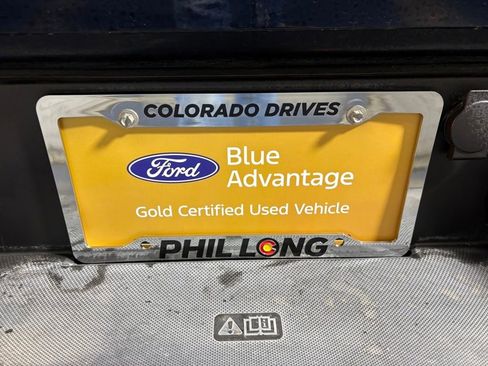 COLORADO DRIVES
Ford
Blue
Advantage
Gold Certified Used Vehicle
PHIL LONG